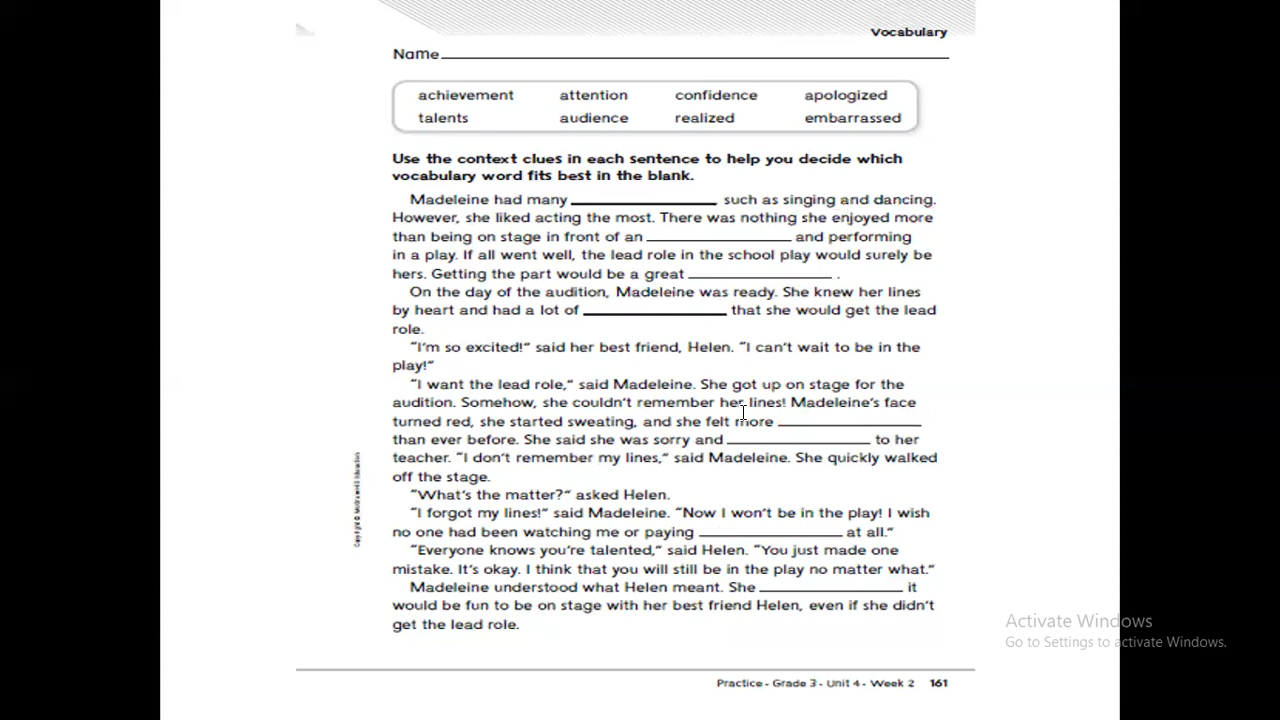 Vocabulary
Name
achievement attention confidence apologized
talents audience realized embarrassed
Use the context clues in each sentence to help you decide which
vocabulary word fits best in the blank.
Madeleine had many ____________ such as singing and dancing.
However, she liked acting the most. There was nothing she enjoyed more
than being on stage in front of an ____________ and performing
in a play. If all went well, the lead role in the school play would surely be
hers. Getting the part would be a great ____________ .
On the day of the audition, Madeleine was ready. She knew her lines
by heart and had a lot of ____________ that she would get the lead
role.
"I'm so excited!" said her best friend, Helen. "I can't wait to be in the
play!"
"I want the lead role," said Madeleine. She got up on stage for the
audition. Somehow, she couldn't remember her lines! Madeleine's face
turned red, she started sweating, and she felt more ____________
than ever before. She said she was sorry and ____________ to her
teacher. "I don't remember my lines," said Madeleine. She quickly walked
off the stage.
"What's the matter?" asked Helen.
"I forgot my lines!" said Madeleine. "Now I won't be in the play! I wish
no one had been watching me or paying ____________ at all."
"Everyone knows you're talented," said Helen. "You just made one
mistake. It's okay. I think that you will still be in the play no matter what."
Madeleine understood what Helen meant. She ____________ it
would be fun to be on stage with her best friend Helen, even if she didn't
get the lead role.
Copyright © McGraw-Hill Education
Practice • Grade 3 • Unit 4 • Week 2 161
Activate Windows
Go to Settings to activate Windows.